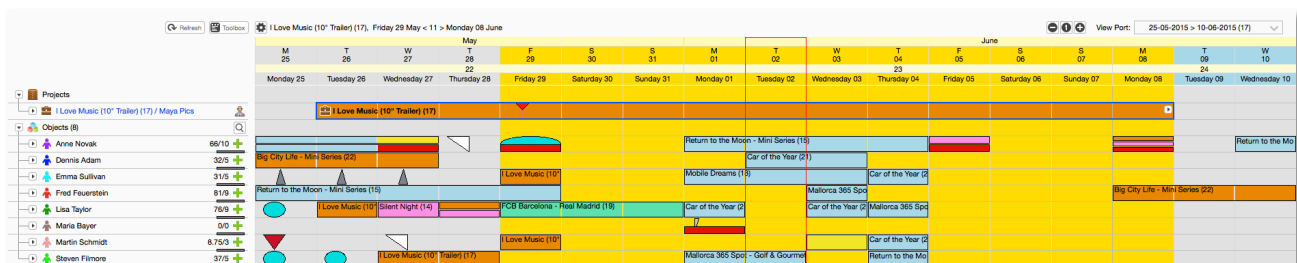 Refresh Toolbox I Love Music (10" Trailer) (17), Friday 29 May < 11 > Monday 08 June View Port: 25-05-2015 > 10-06-2015 (17)
May June
M T W T F S S M T W T F S S M T W
25 26 27 28 29 30 31 01 02 03 04 05 06 07 08 09 10
22 23 24
Monday 25 Tuesday 26 Wednesday 27 Thursday 28 Friday 29 Saturday 30 Sunday 31 Monday 01 Tuesday 02 Wednesday 03 Thursday 04 Friday 05 Saturday 06 Sunday 07 Monday 08 Tuesday 09 Wednesday 10
Projects
I Love Music (10" Trailer) (17) / Maya Pics I Love Music (10" Trailer) (17)
Objects (8)
Anne Novak 66/10 Return to the Moon - Mini Series (15) Return to the Mo
Dennis Adam 32/5 Big City Life - Mini Series (22) Car of the Year (21)
Emma Sullivan 31/5 I Love Music (10" Mobile Dreams (18) Car of the Year (2
Fred Feuerstein 81/9 Return to the Moon - Mini Series (15) Mallorca 365 Spo Big City Life - Mini Series (22)
Lisa Taylor 76/9 I Love Music (10" Silent Night (14) FCB Barcelona - Real Madrid (19) Car of the Year (2 Car of the Year (2 Mallorca 365 Spo
Maria Bayer 0/0
Martin Schmidt 8.75/3 I Love Music (10" Car of the Year (2
Steven Filmore 37/5 I Love Music (10" Trailer) (17) Mallorca 365 Spot - Golf & Gourmet Return to the Mo